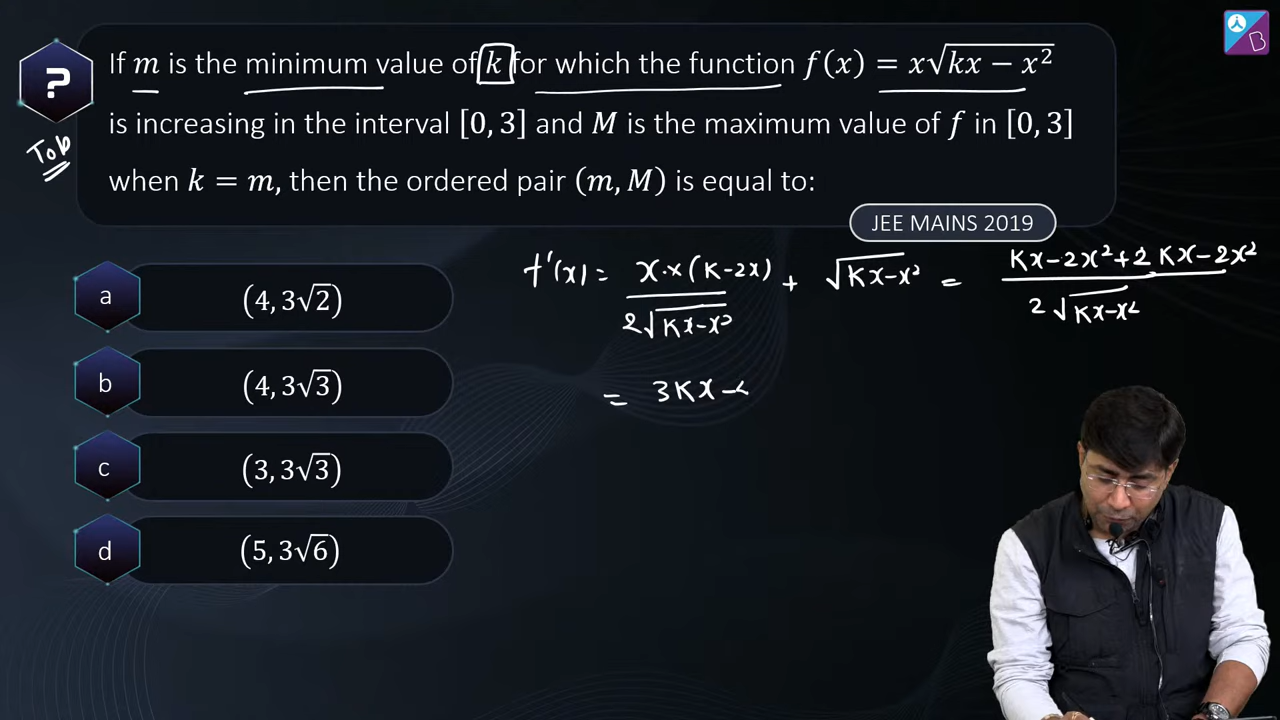 ?
If m is the minimum value of k for which the function f(x) = x√(kx − x²)
is increasing in the interval [0, 3] and M is the maximum value of f in [0, 3]
when k = m, then the ordered pair (m, M) is equal to:
JEE MAINS 2019
a (4, 3√2)
b (4, 3√3)
c (3, 3√3)
d (5, 3√6)
f'(x) = x·x(k-2x) / 2√(kx-x²) + √(kx-x²) = kx-2x²+2kx-2x² / 2√(kx-x²)
= 3kx -
B